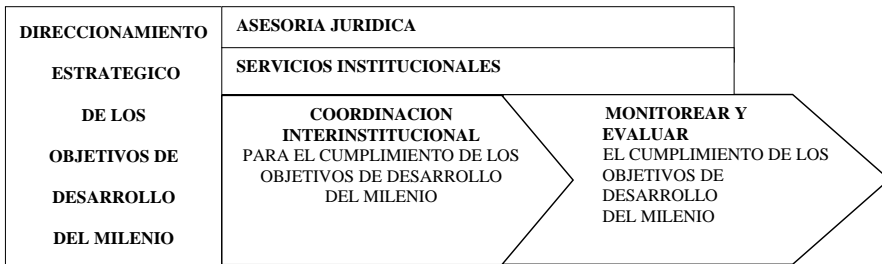 DIRECCIONAMIENTO
ESTRATEGICO
DE LOS
OBJETIVOS DE
DESARROLLO
DEL MILENIO
ASESORIA JURIDICA
SERVICIOS INSTITUCIONALES
COORDINACION
INTERINSTITUCIONAL
PARA EL CUMPLIMIENTO DE LOS
OBJETIVOS DE DESARROLLO
DEL MILENIO
MONITOREAR Y
EVALUAR
EL CUMPLIMIENTO DE LOS
OBJETIVOS DE
DESARROLLO
DEL MILENIO